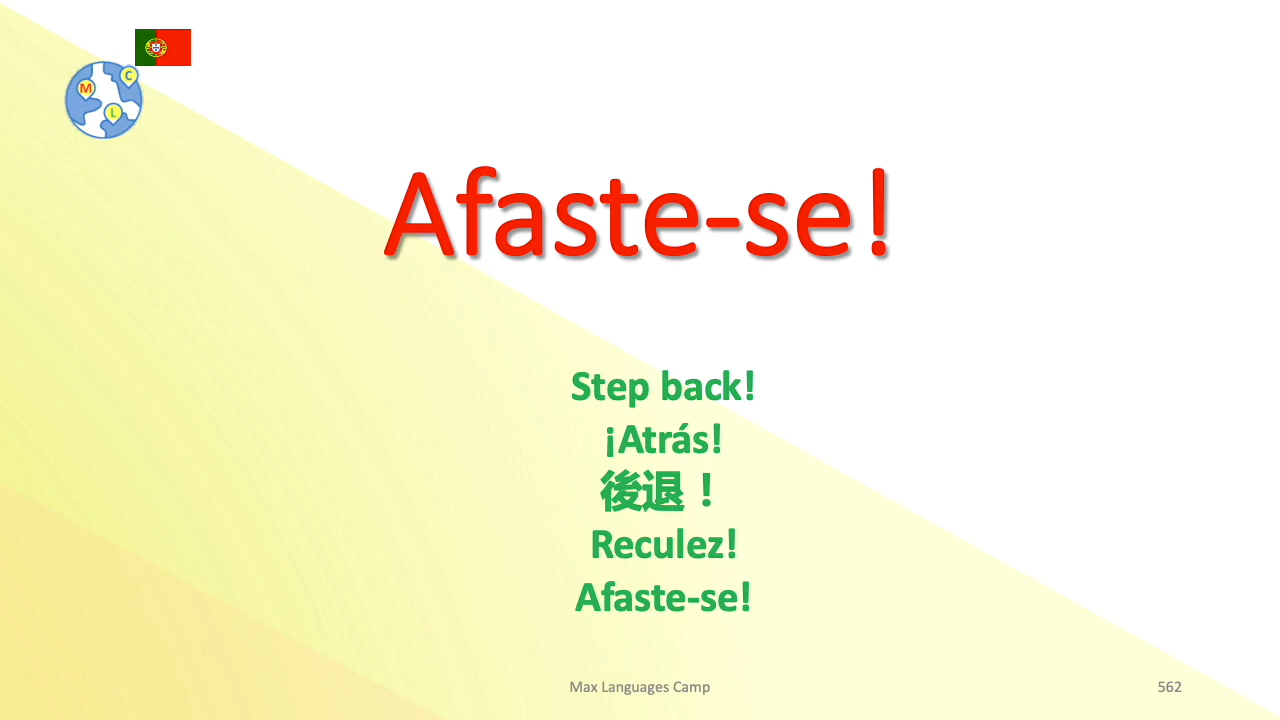 C
M
L
Afaste-se!
Step back!
¡Atrás!
後退！
Reculez!
Afaste-se!
Max Languages Camp
562